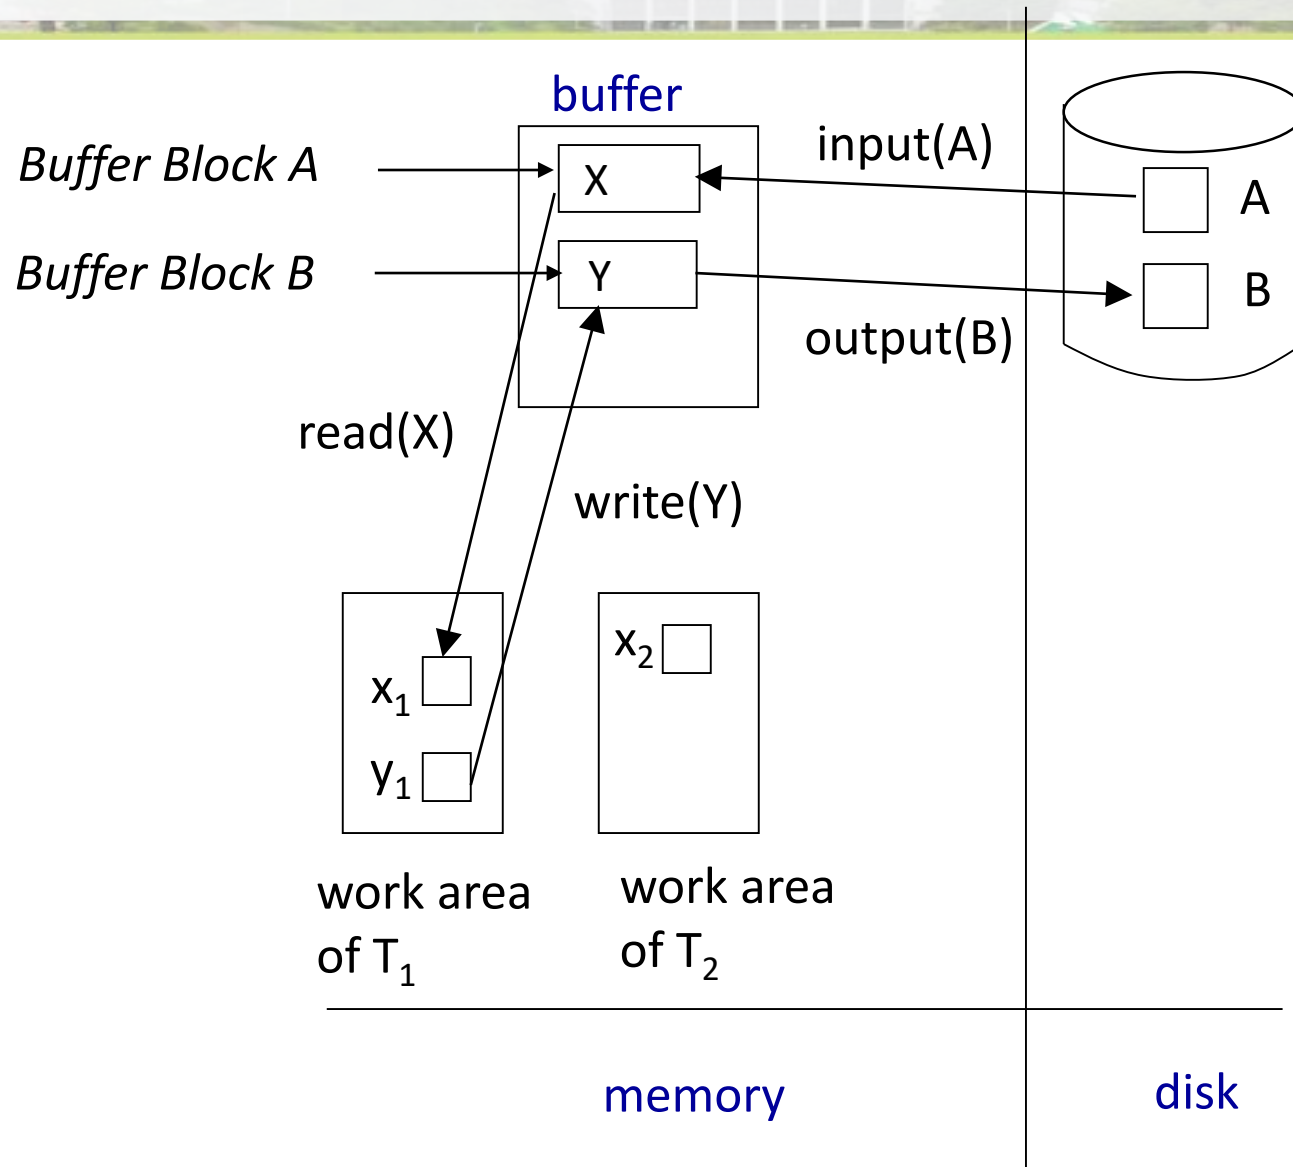 buffer
Buffer Block A
X
input(A)
A
Buffer Block B
Y
B
output(B)
read(X)
write(Y)
x₁
y₁
x₂
work area
of T₁
work area
of T₂
memory
disk